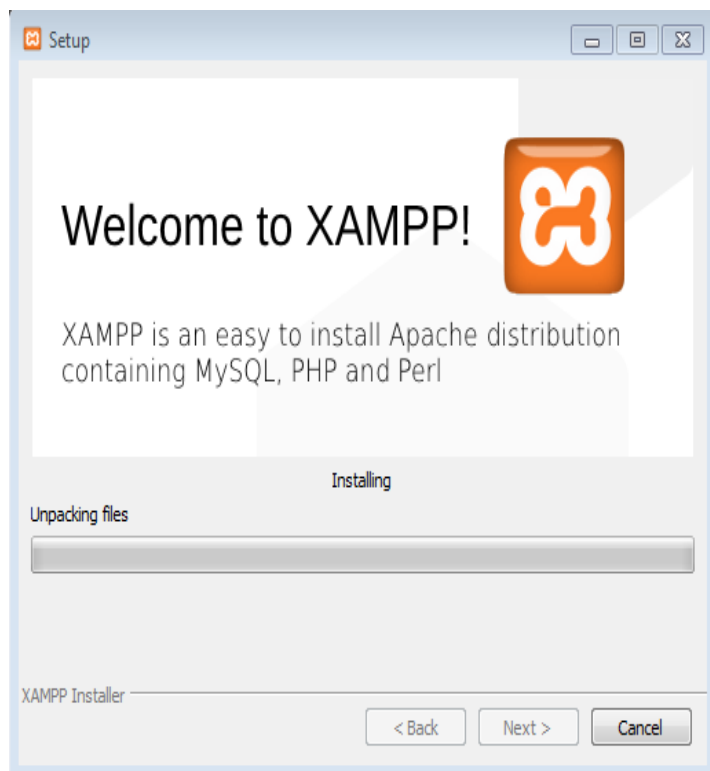 Setup
Welcome to XAMPP!
XAMPP is an easy to install Apache distribution
containing MySQL, PHP and Perl
Installing
Unpacking files
XAMPP Installer
< Back
Next >
Cancel